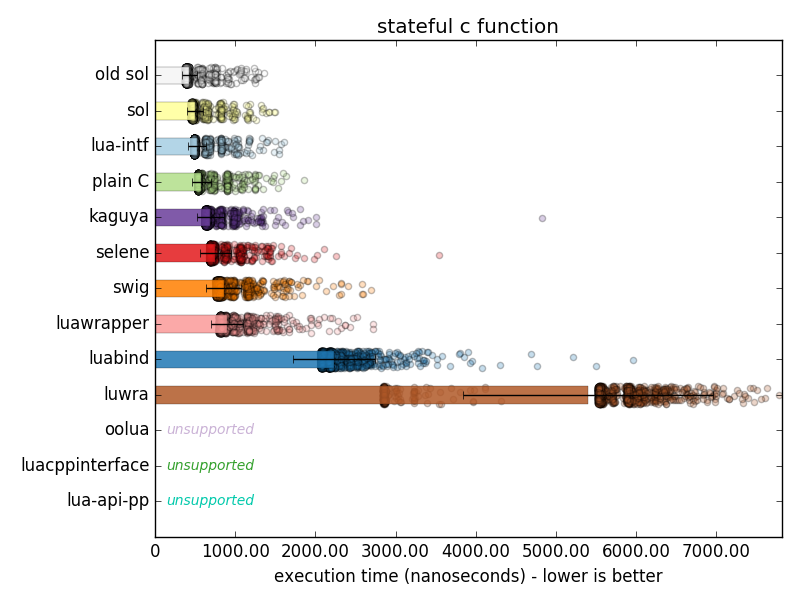 stateful c function
old sol
sol
lua-intf
plain C
kaguya
selene
swig
luawrapper
luabind
luwra
oolua unsupported
luacppinterface unsupported
lua-api-pp unsupported
0 1000.00 2000.00 3000.00 4000.00 5000.00 6000.00 7000.00
execution time (nanoseconds) - lower is better